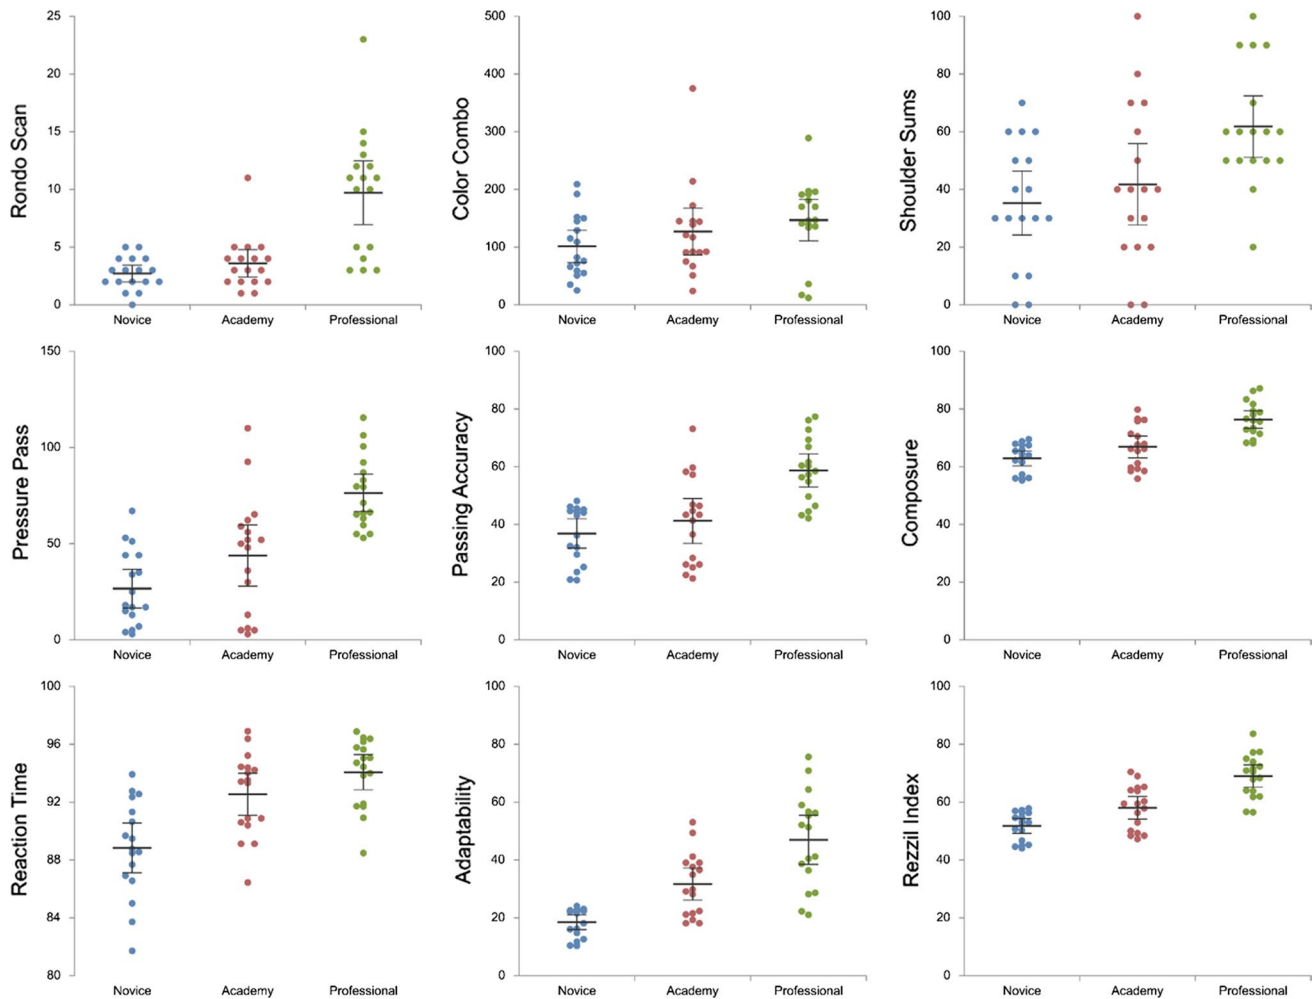 Rondo Scan
25
20
15
10
5
0
Novice Academy Professional
Color Combo
500
400
300
200
100
0
Novice Academy Professional
Shoulder Sums
100
80
60
40
20
0
Novice Academy Professional
Pressure Pass
150
100
50
0
Novice Academy Professional
Passing Accuracy
100
80
60
40
20
0
Novice Academy Professional
Composure
100
80
60
40
20
0
Novice Academy Professional
Reaction Time
100
96
92
88
84
80
Novice Academy Professional
Adaptability
100
80
60
40
20
0
Novice Academy Professional
Rezzil Index
100
80
60
40
20
0
Novice Academy Professional